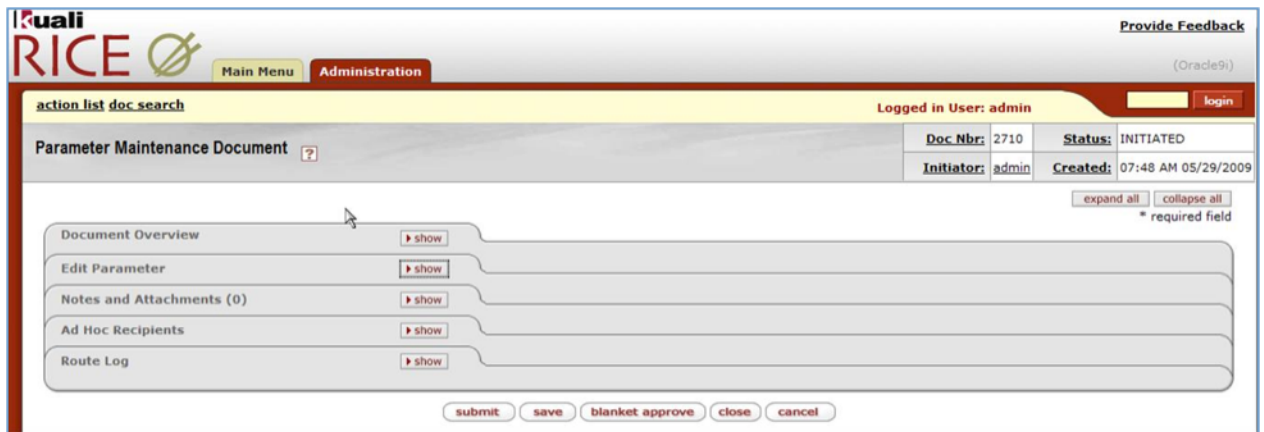 kuali
RICE
Provide Feedback
(Oracle9i)
Main Menu Administration
action list doc search Logged in User: admin login
Parameter Maintenance Document ? Doc Nbr: 2710 Status: INITIATED
Initiator: admin Created: 07:48 AM 05/29/2009
expand all collapse all
* required field
Document Overview show
Edit Parameter show
Notes and Attachments (0) show
Ad Hoc Recipients show
Route Log show
submit save blanket approve close cancel